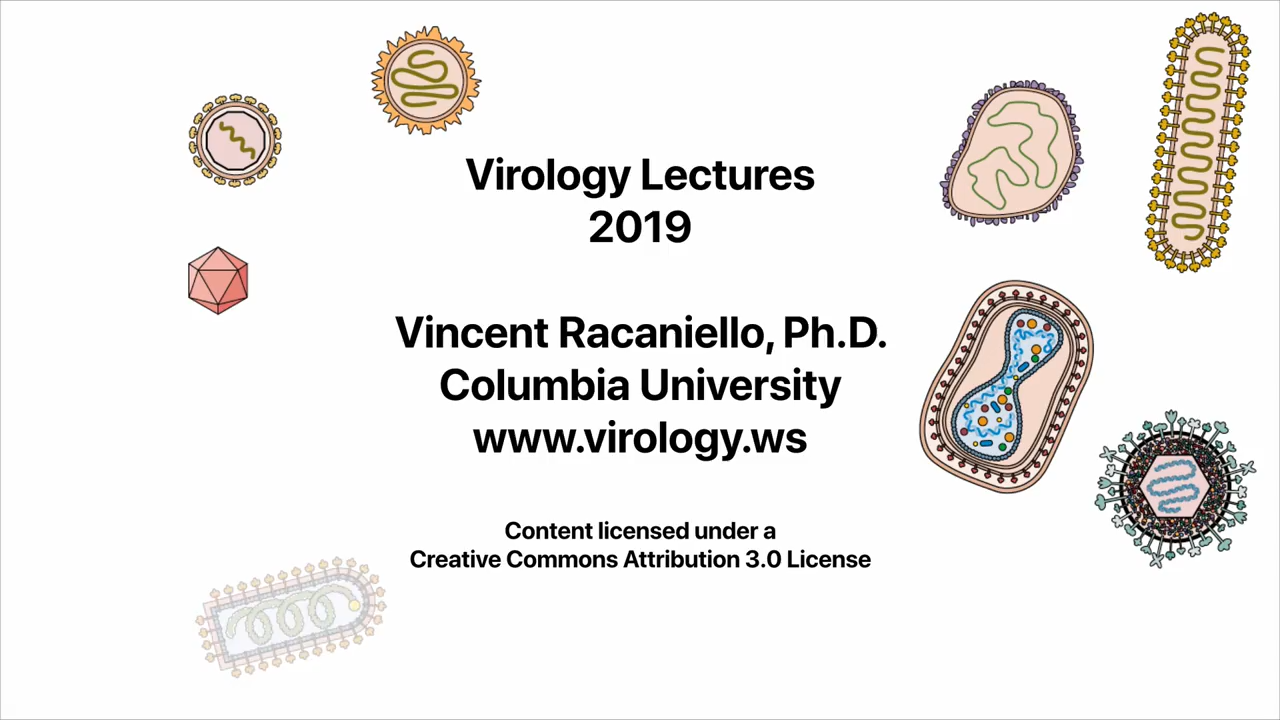 Virology Lectures
2019
Vincent Racaniello, Ph.D.
Columbia University
www.virology.ws
Content licensed under a
Creative Commons Attribution 3.0 License